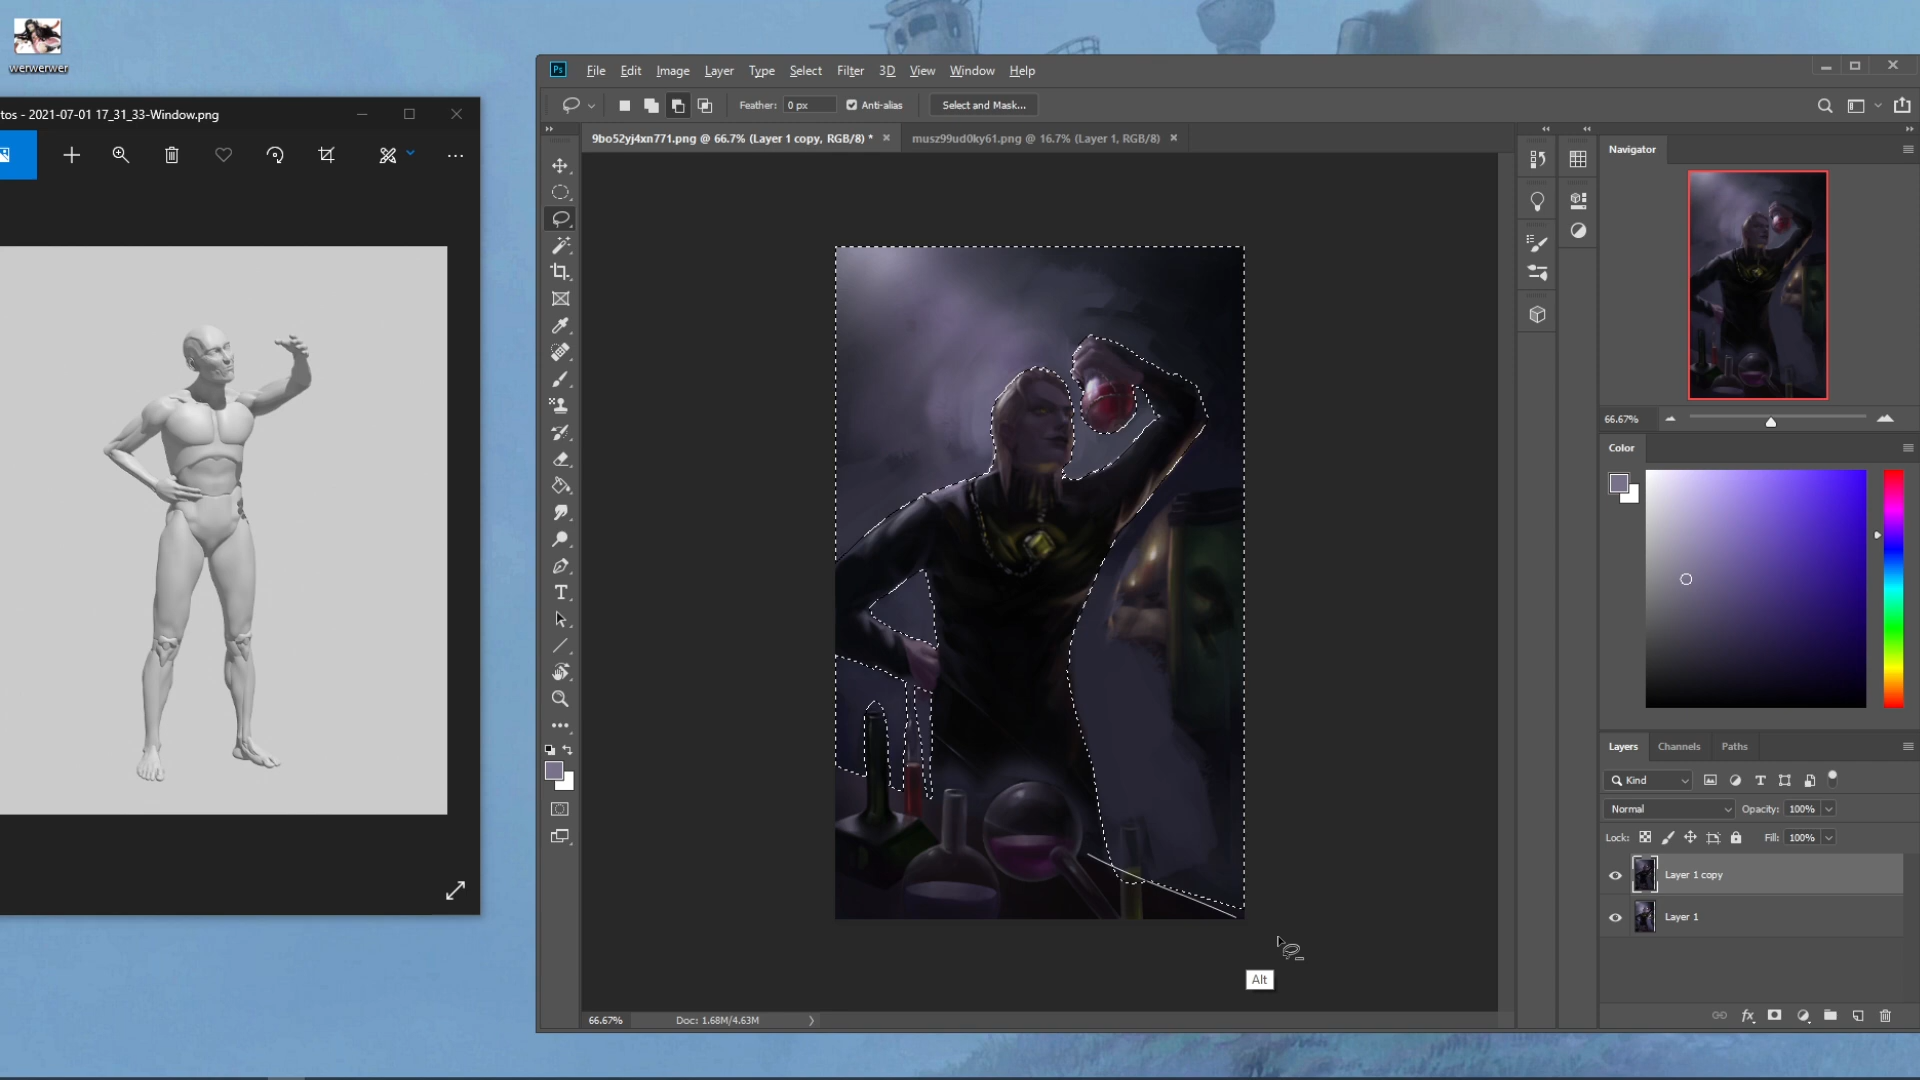 werwerwer
tos - 2021-07-01 17_31_33-Window.png
Ps
File Edit Image Layer Type Select Filter 3D View Window Help
Feather: 0 px Anti-alias Select and Mask...
9bo52yj4xn771.png @ 66.7% (Layer 1 copy, RGB/8) *
musz99ud0ky61.png @ 16.7% (Layer 1, RGB/8)
Navigator
66.67%
Color
Layers Channels Paths
Kind
Normal Opacity: 100%
Lock: Fill: 100%
Layer 1 copy
Layer 1
fx
Alt
66.67% Doc: 1.68M/4.63M